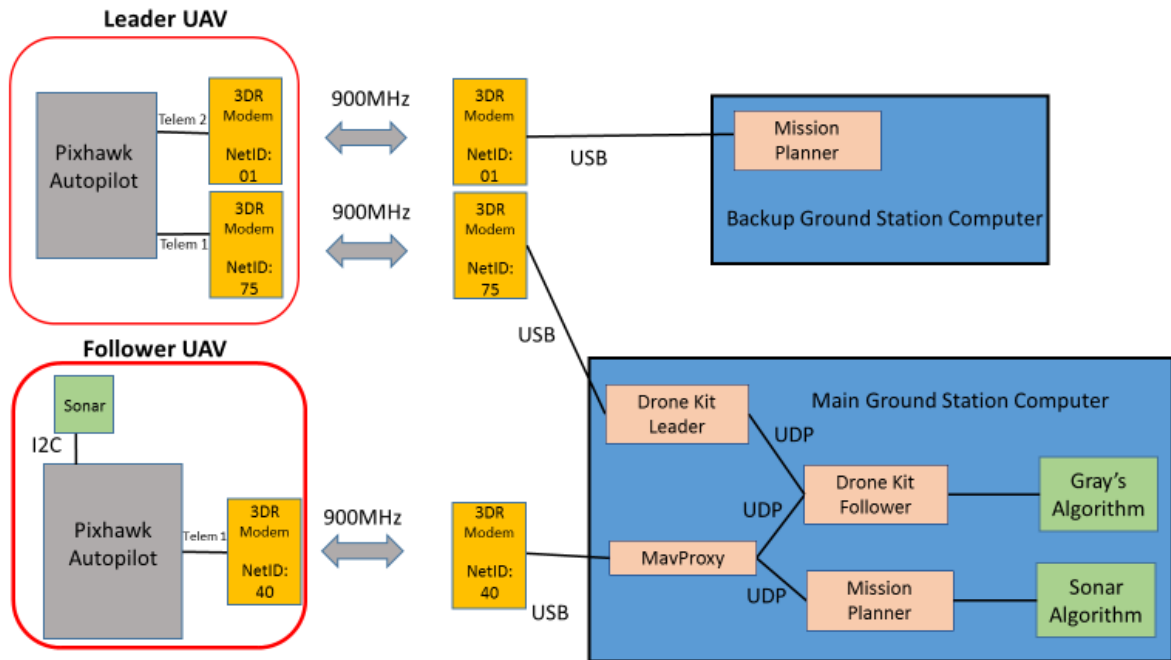 Leader UAV
Pixhawk
Autopilot
Telem 2
3DR
Modem
NetID:
01
Telem 1
3DR
Modem
NetID:
75
900MHz
900MHz
3DR
Modem
NetID:
01
3DR
Modem
NetID:
75
USB
Mission
Planner
Backup Ground Station Computer
USB
Follower UAV
Sonar
I2C
Pixhawk
Autopilot
Telem 1
3DR
Modem
NetID:
40
900MHz
3DR
Modem
NetID:
40
USB
Main Ground Station Computer
Drone Kit
Leader
UDP
UDP
Drone Kit
Follower
Gray's
Algorithm
MavProxy
UDP
Mission
Planner
Sonar
Algorithm